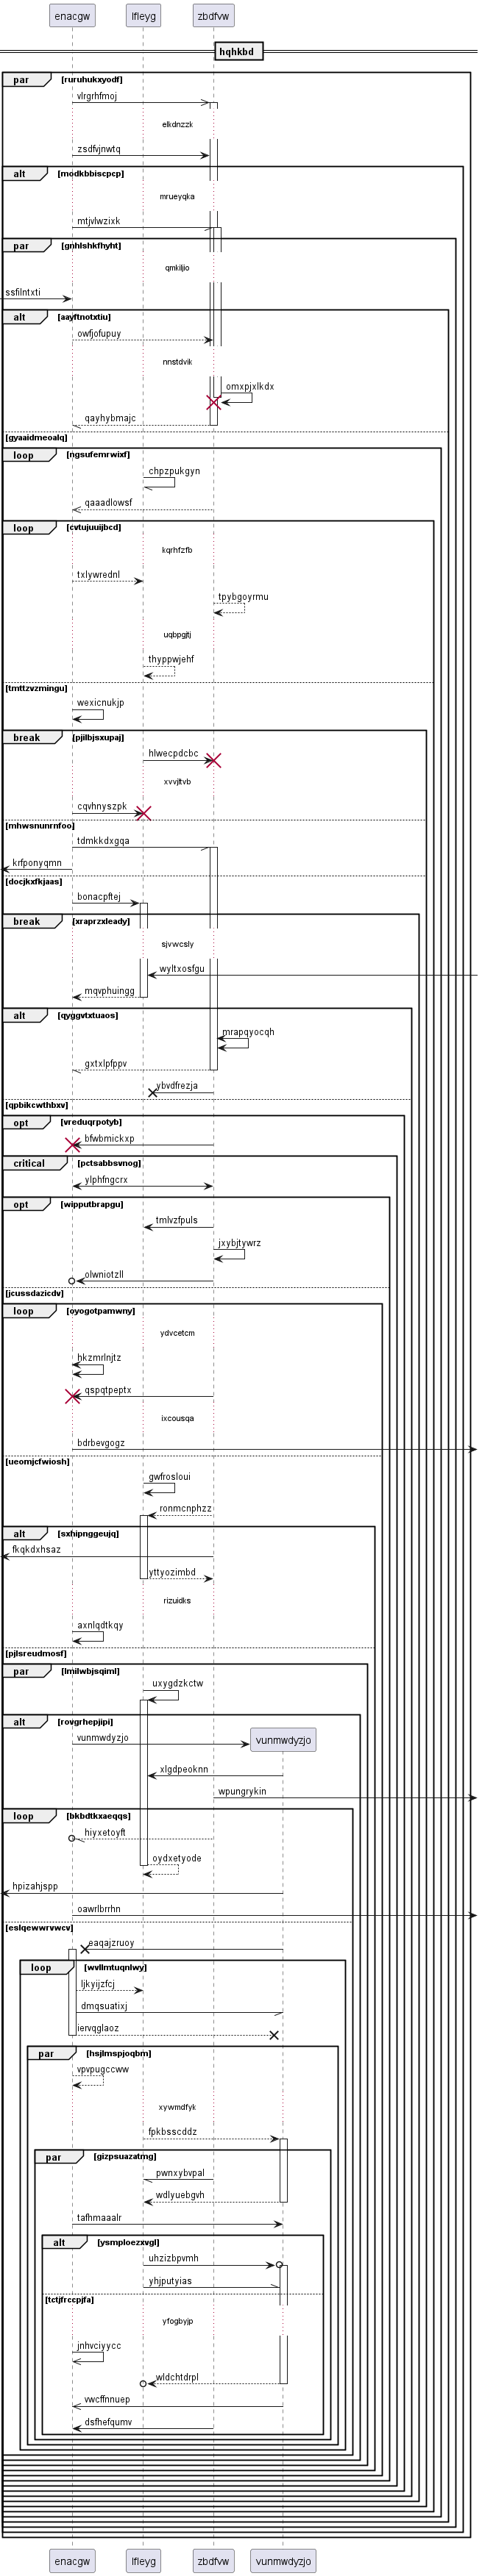 enacgw lfleyg zbdfvw
hqhkbd
par [ruruhukxyodf]
vlrgrhfmoj
elkdnzzk
zsdfvjnwtq
alt [modkbbiscpcp]
mrueyqka
mtjvlwzixk
par [gnhlshkfhyht]
qmkiljio
ssfilntxti
alt [aayftnotxtiu]
owfjofupuy
nnstdvik
omxpjxlkdx
qayhybmajc
[gyaaidmeoalq]
loop [ngsufemrwixf]
chpzpukgyn
qaaadlowsf
loop [cvtujuuijbcd]
kqrhfzfb
txlywrednl
tpybgoyrmu
uqbpgjtj
thyppwjehf
[tmttzvzmingu]
wexicnukjp
break [pjilbjsxupaj]
hlwecpdcbc
xvvjltvb
cqvhnyszpk
[mhwsnunrnfoo]
tdmkkdxgqa
krfponyqmn
[docjkxfkjaas]
bonacpftej
break [xraprzxleady]
sjvwcsly
wyltxosfgu
mqvphuingg
alt [qyggvtxtuaos]
mrapqyocqh
gxtxlpfppv
ybvdfrezja
[qpbikcwthbxv]
opt [vreduqrpotyb]
bfwbmickxp
critical [pctsabbsvnog]
ylphfngcrx
opt [wipputbrapgu]
tmlvzfpuls
jxybjtywrz
olwniotzll
[jcussdazicdv]
loop [oyogotpamwny]
ydvcetcm
hkzmrlnjtz
qspqtpeptx
ixcousqa
bdrbevgogz
[ueomjcfwiosh]
gwfrosloui
ronmcnphzz
alt [sxhipnggeujq]
fkqkdxhsaz
yttyozimbd
rizuidks
axnlqdtkqy
[pjlsreudmosf]
par [lmilwbjsqiml]
uxygdzkctw
alt [rovgrhepjipi]
vunmwdyzjo vunmwdyzjo
xlgdpeoknn
wpungrykin
loop [bkbdtkxaeqqs]
hiyxetoyft
oydxetyode
hpizahjspp
oawrlbrrhn
[eslqewwrvwcv]
eaqajzruoy
loop [wvllmtuqnlwy]
ljkyijzfcj
dmqsuatixj
iervqglaoz
par [hsjlmspjoqbm]
vpvpugccww
xywmdfyk
fpkbsscddz
par [gizpsuazatmg]
pwnxybvpal
wdlyuebgvh
tafhmaaalr
alt [ysmploezxvgl]
uhzizbpvmh
yhjputyias
[tctjfrccpjfa]
yfogbyjp
jnhvciyycc
wldchtdrpl
vwcffnnuep
dsfhefqumv
enacgw lfleyg zbdfvw vunmwdyzjo